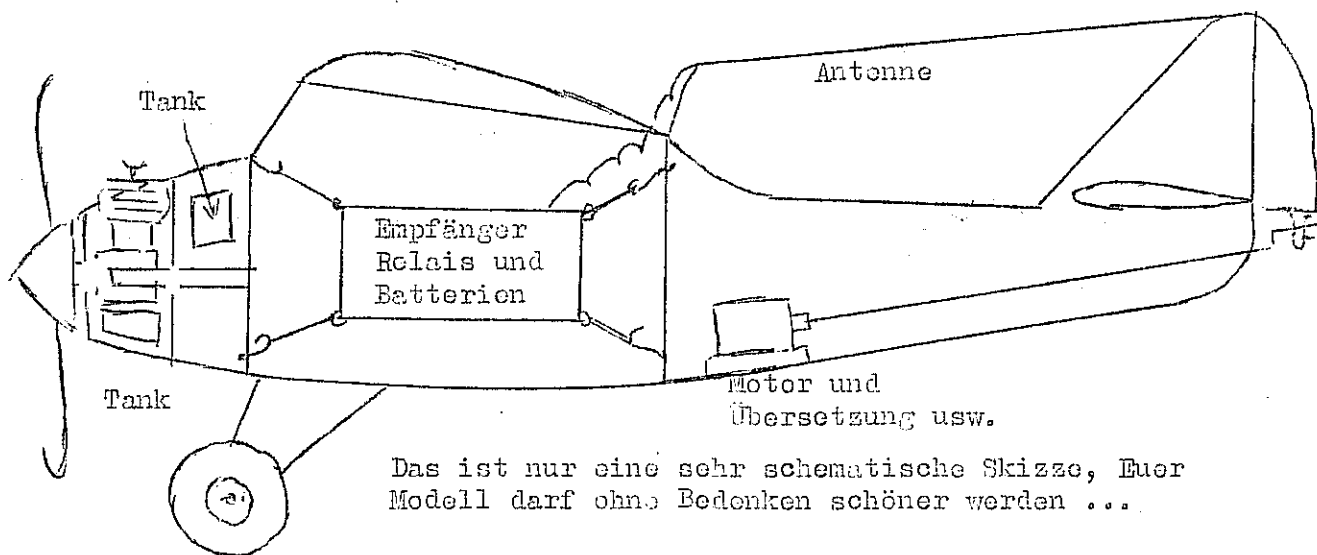 Tank
Antenne
Empfänger
Relais und
Batterien
Tank
Motor und
Übersetzung usw.
Das ist nur eine sehr schematische Skizze, Euer
Modell darf ohne Bedenken schöner werden ...